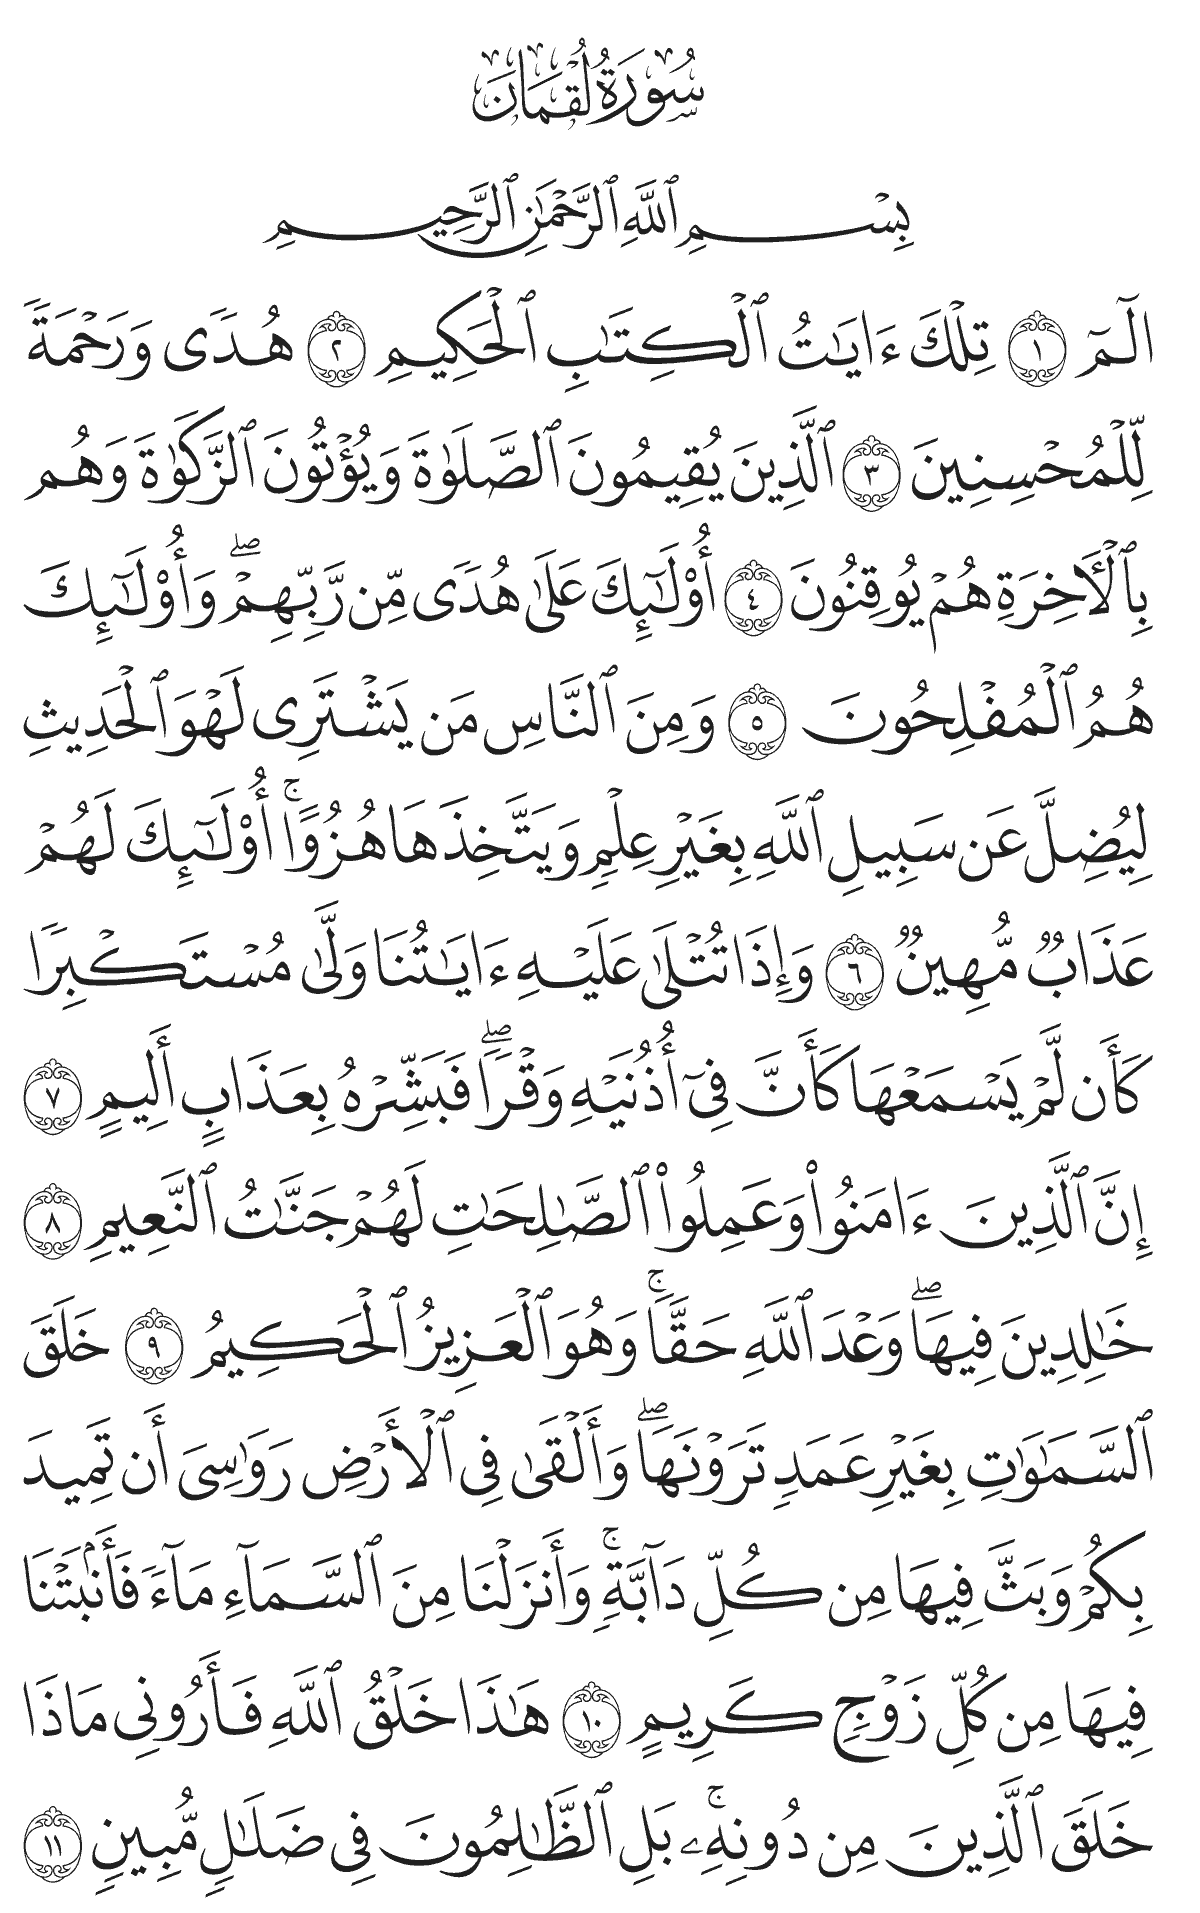 سُورَةُ لُقْمَانَ
بِسْمِ ٱللَّهِ ٱلرَّحْمَٰنِ ٱلرَّحِيمِ
الٓمٓ ١ تِلْكَ ءَايَٰتُ ٱلْكِتَٰبِ ٱلْحَكِيمِ ٢ هُدًى وَرَحْمَةً
لِّلْمُحْسِنِينَ ٣ ٱلَّذِينَ يُقِيمُونَ ٱلصَّلَوٰةَ وَيُؤْتُونَ ٱلزَّكَوٰةَ وَهُم
بِٱلْأَخِرَةِ هُمْ يُوقِنُونَ ٤ أُوْلَٰٓئِكَ عَلَىٰ هُدًى مِّن رَّبِّهِمْۖ وَأُوْلَٰٓئِكَ
هُمُ ٱلْمُفْلِحُونَ ٥ وَمِنَ ٱلنَّاسِ مَن يَشْتَرِى لَهْوَ ٱلْحَدِيثِ
لِيُضِلَّ عَن سَبِيلِ ٱللَّهِ بِغَيْرِ عِلْمٍ وَيَتَّخِذَهَا هُزُوًاۚ أُوْلَٰٓئِكَ لَهُمْ
عَذَابٌ مُّهِينٌ ٦ وَإِذَا تُتْلَىٰ عَلَيْهِ ءَايَٰتُنَا وَلَّىٰ مُسْتَكْبِرًا
كَأَن لَّمْ يَسْمَعْهَا كَأَنَّ فِىٓ أُذُنَيْهِ وَقْرًاۖ فَبَشِّرْهُ بِعَذَابٍ أَلِيمٍ ٧
إِنَّ ٱلَّذِينَ ءَامَنُوا۟ وَعَمِلُوا۟ ٱلصَّٰلِحَٰتِ لَهُمْ جَنَّٰتُ ٱلنَّعِيمِ ٨
خَٰلِدِينَ فِيهَاۖ وَعْدَ ٱللَّهِ حَقًّاۚ وَهُوَ ٱلْعَزِيزُ ٱلْحَكِيمُ ٩ خَلَقَ
ٱلسَّمَٰوَٰتِ بِغَيْرِ عَمَدٍ تَرَوْنَهَاۖ وَأَلْقَىٰ فِى ٱلْأَرْضِ رَوَٰسِىَ أَن تَمِيدَ
بِكُمْ وَبَثَّ فِيهَا مِن كُلِّ دَآبَّةٍۚ وَأَنزَلْنَا مِنَ ٱلسَّمَآءِ مَآءً فَأَنۢبَتْنَا
فِيهَا مِن كُلِّ زَوْجٍ كَرِيمٍ ١٠ هَٰذَا خَلْقُ ٱللَّهِ فَأَرُونِى مَاذَا
خَلَقَ ٱلَّذِينَ مِن دُونِهِۦۚ بَلِ ٱلظَّٰلِمُونَ فِى ضَلَٰلٍ مُّبِينٍ ١١